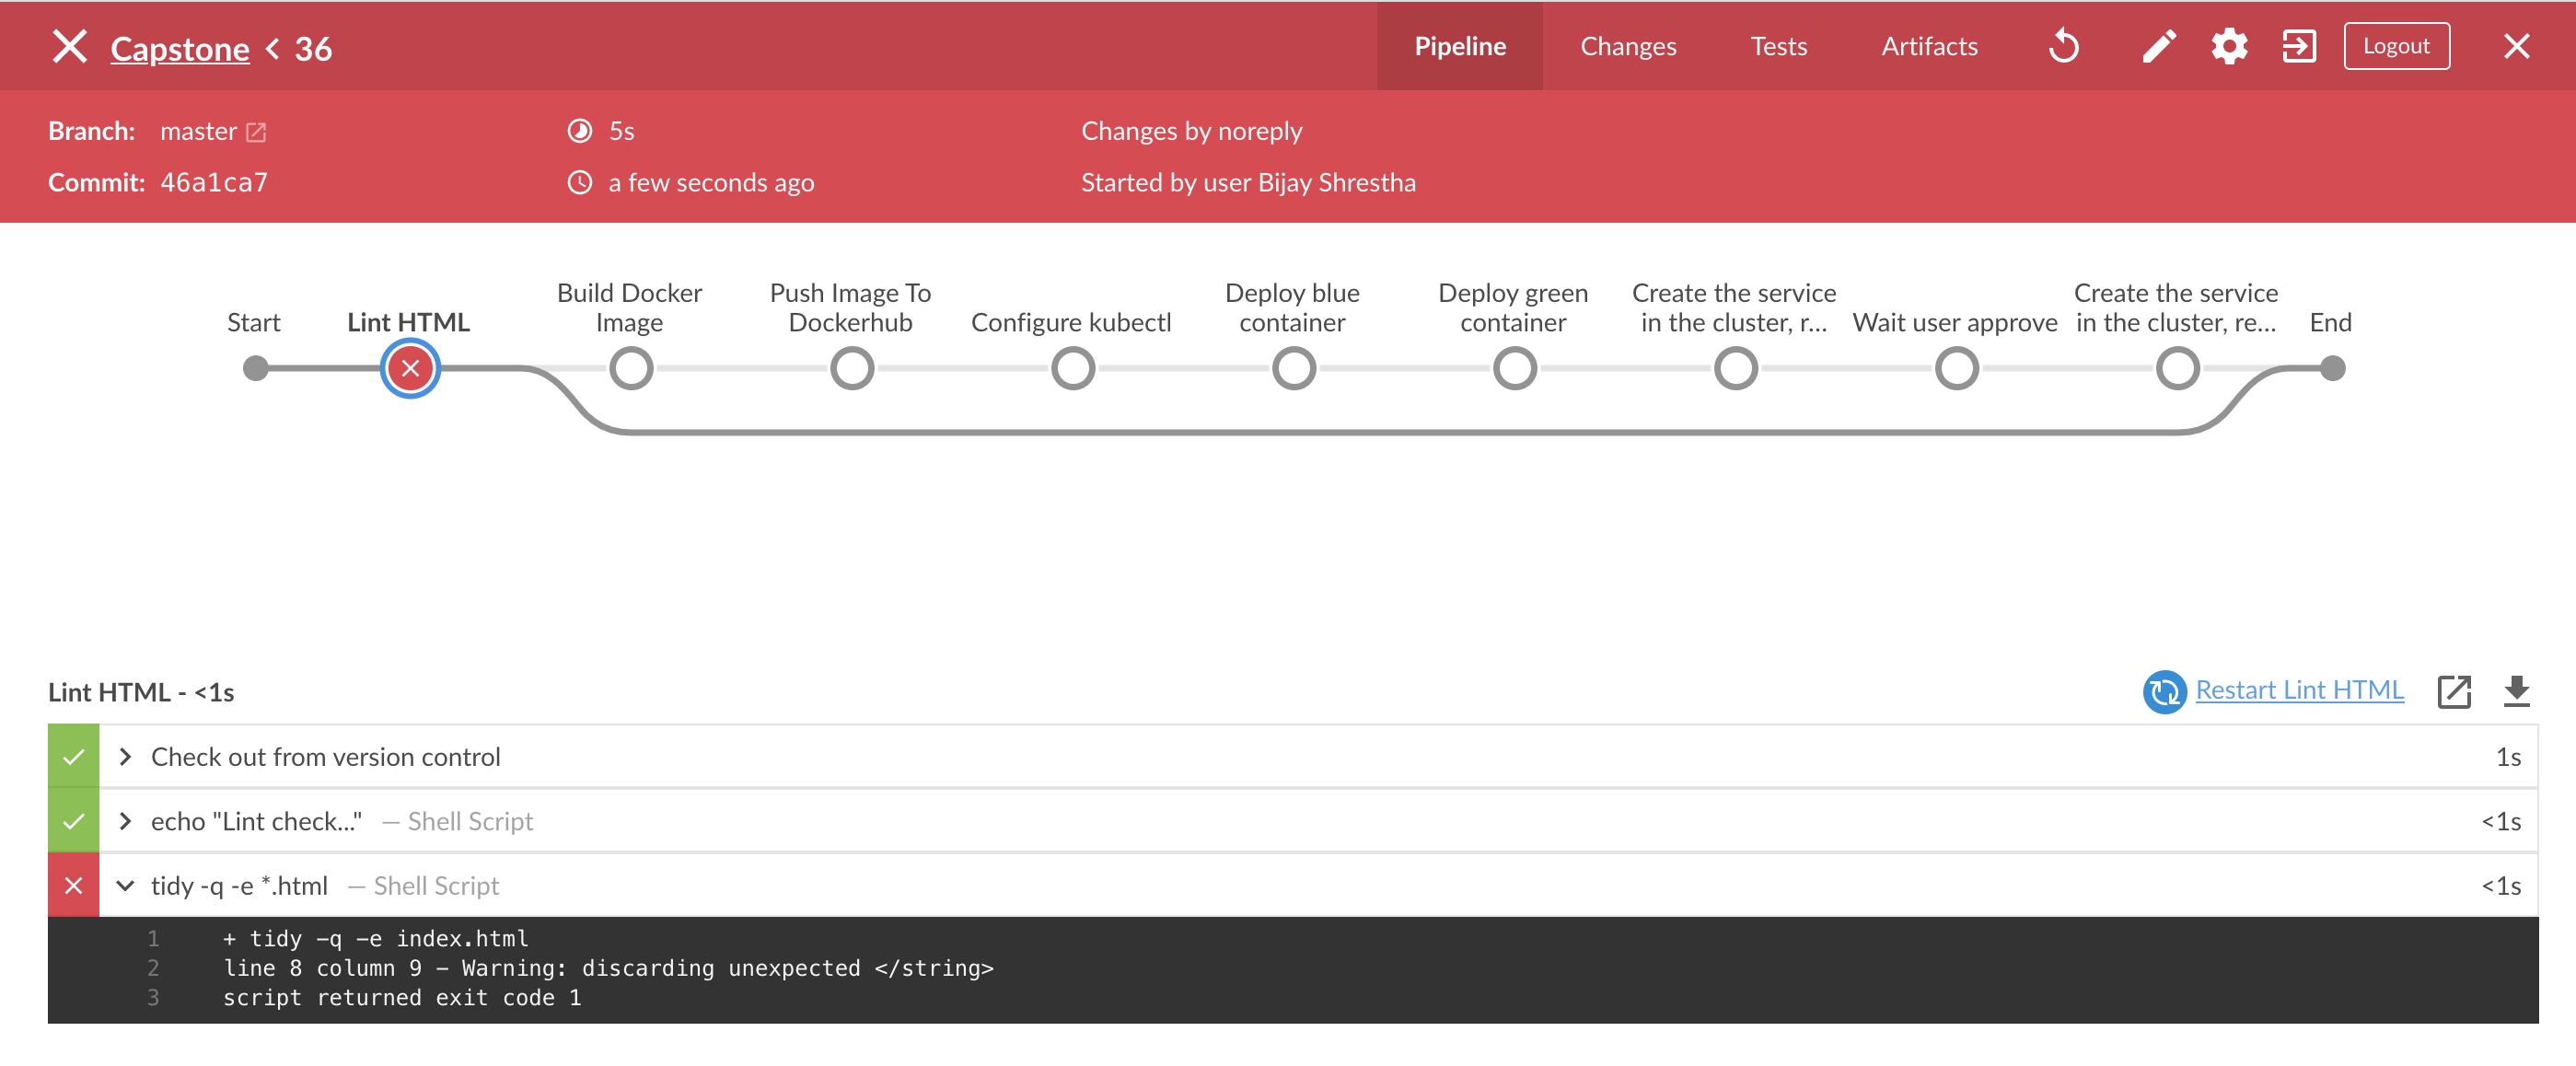 Capstone < 36
Pipeline Changes Tests Artifacts Logout
Branch: master 5s Changes by noreply
Commit: 46a1ca7 a few seconds ago Started by user Bijay Shrestha
Start
Lint HTML
Build Docker
Image
Push Image To
Dockerhub
Configure kubectl
Deploy blue
container
Deploy green
container
Create the service
in the cluster, r...
Wait user approve
Create the service
in the cluster, re...
End
Lint HTML - <1s Restart Lint HTML
Check out from version control 1s
echo "Lint check..." — Shell Script <1s
tidy -q -e *.html — Shell Script <1s
1 + tidy -q -e index.html
2 line 8 column 9 - Warning: discarding unexpected </string>
3 script returned exit code 1